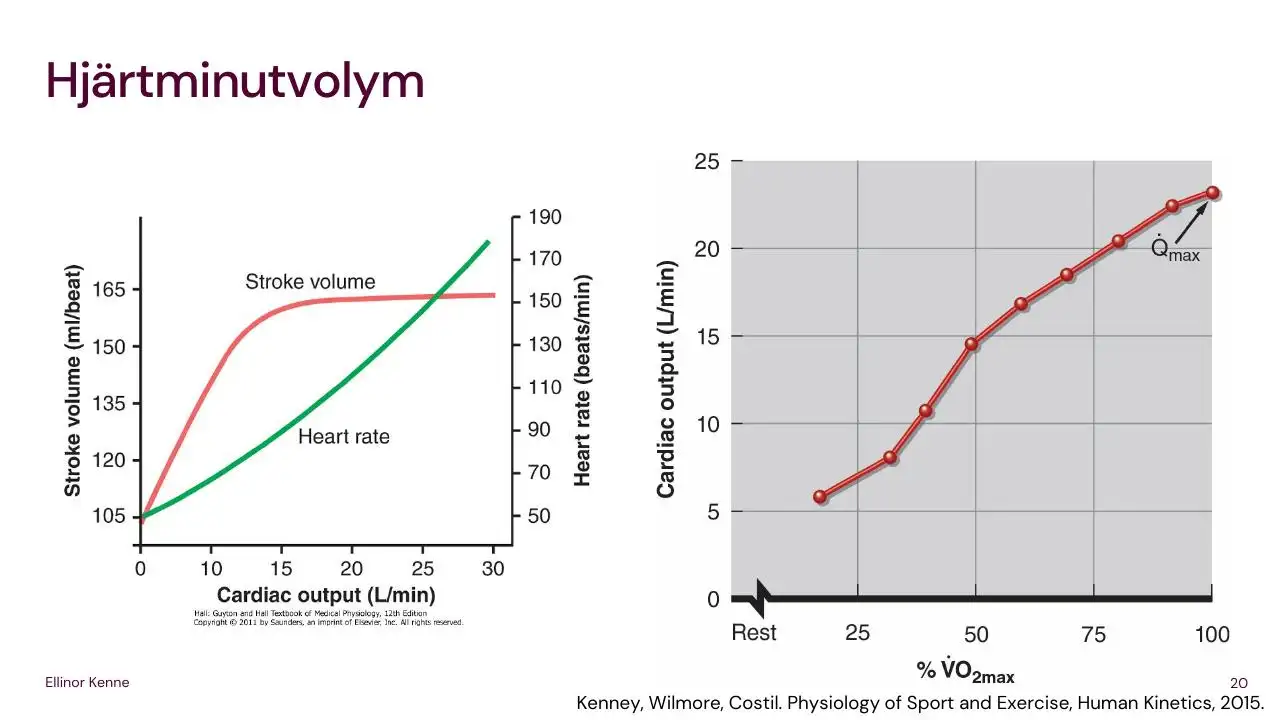 Hjärtminutvolym
Stroke volume (ml/beat)
165
150
135
120
105
Stroke volume
Heart rate
190
170
150
130
110
90
70
50
Heart rate (beats/min)
0 10 15 20 25 30
Cardiac output (L/min)
Hall: Guyton and Hall Textbook of Medical Physiology, 12th Edition
Copyright © 2011 by Saunders, an imprint of Elsevier, Inc. All rights reserved.
Cardiac output (L/min)
25
20
15
10
5
0
Q̇max
Rest 25 50 75 100
% V̇O2max
Ellinor Kenne
20
Kenney, Wilmore, Costil. Physiology of Sport and Exercise, Human Kinetics, 2015.